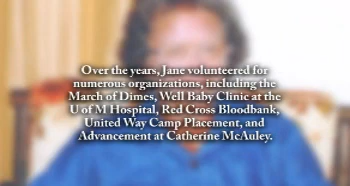 Over the years, Jane volunteered for
numerous organizations, including the
March of Dimes, Well Baby Clinic at the
U of M Hospital, Red Cross Bloodbank,
United Way Camp Placement, and
Advancement at Catherine McAuley.